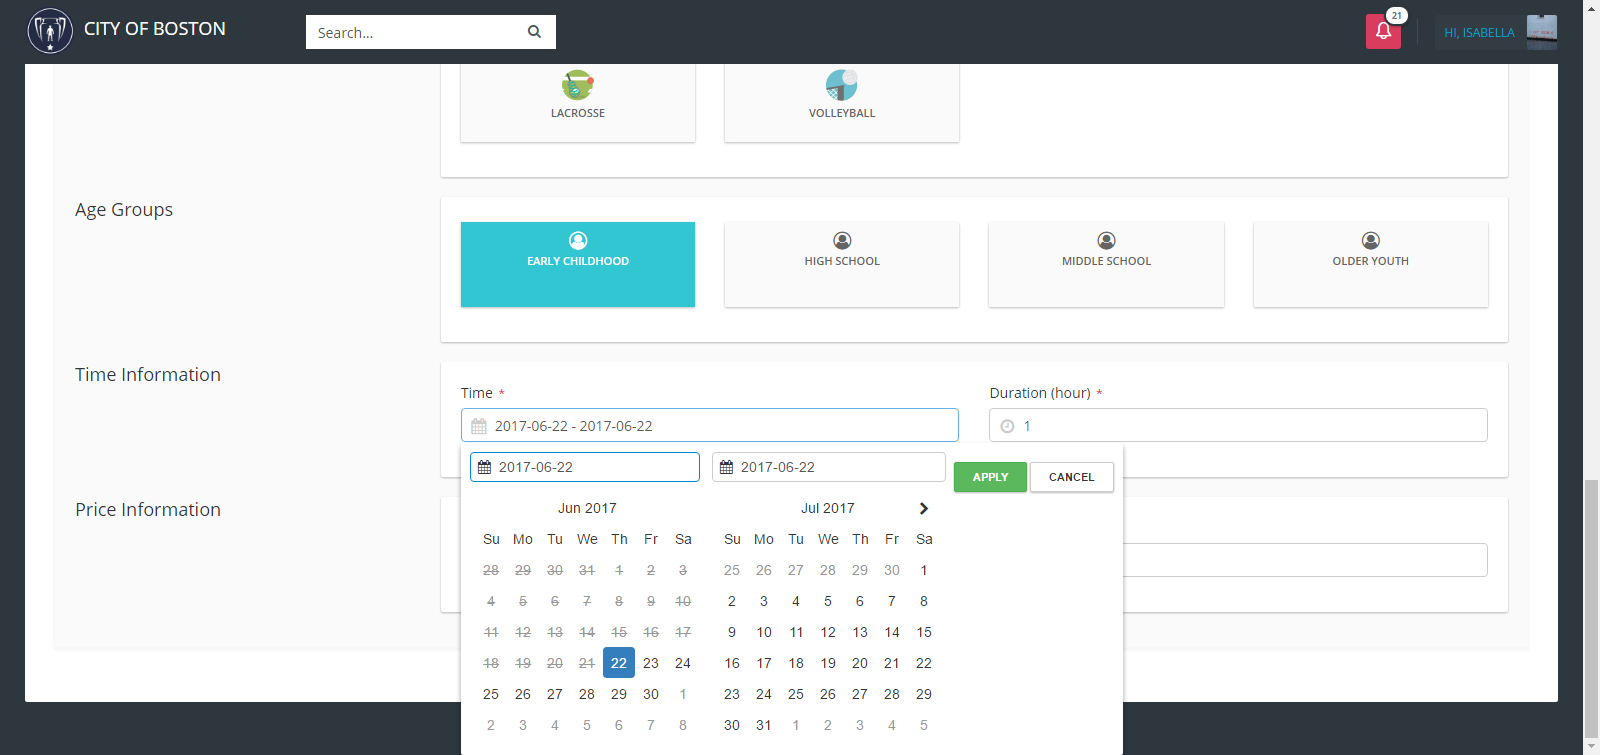 CITY OF BOSTON
Search...
21
HI, ISABELLA
LACROSSE
VOLLEYBALL
Age Groups
EARLY CHILDHOOD
HIGH SCHOOL
MIDDLE SCHOOL
OLDER YOUTH
Time Information
Time *
Duration (hour) *
2017-06-22 - 2017-06-22
1
2017-06-22
2017-06-22
APPLY
CANCEL
Price Information
Jun 2017
Su Mo Tu We Th Fr Sa
28 29 30 31 1 2 3
4 5 6 7 8 9 10
11 12 13 14 15 16 17
18 19 20 21 22 23 24
25 26 27 28 29 30 1
2 3 4 5 6 7 8
Jul 2017
Su Mo Tu We Th Fr Sa
25 26 27 28 29 30 1
2 3 4 5 6 7 8
9 10 11 12 13 14 15
16 17 18 19 20 21 22
23 24 25 26 27 28 29
30 31 1 2 3 4 5